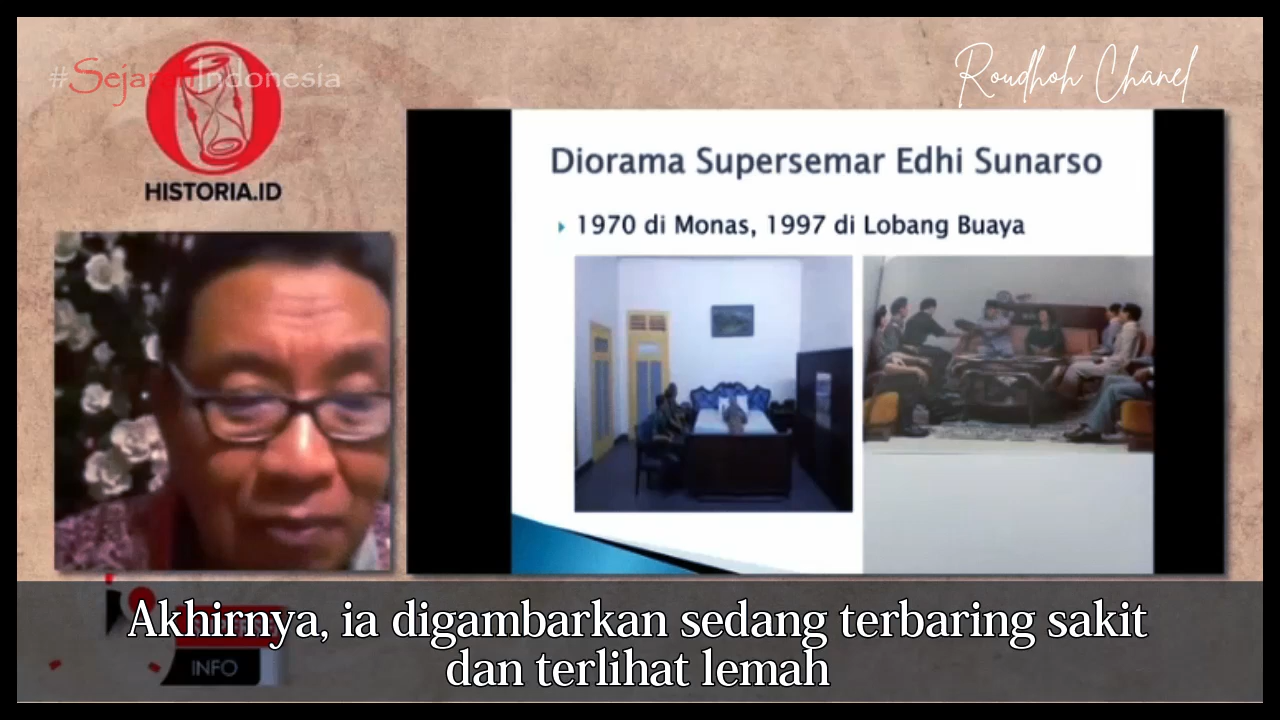 #SejarahIndonesia
Roudhoh Chanel
HISTORIA.ID
Diorama Supersemar Edhi Sunarso
1970 di Monas, 1997 di Lobang Buaya
Akhirnya, ia digambarkan sedang terbaring sakit
dan terlihat lemah
INFO